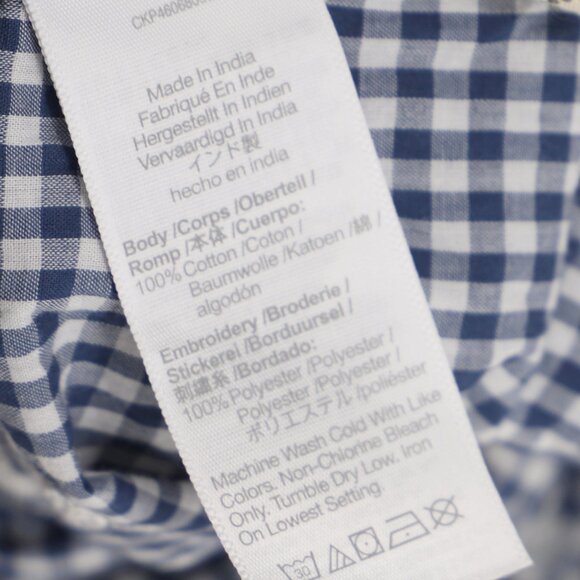 Made In India
Fabriqué En Inde
Hergestellt In Indien
Vervaardigd In India
インド製
hecho en india
Body /Corps /Oberteil /
Romp /本体 /Cuerpo:
100% Cotton /Coton /
Baumwolle /Katoen /綿 /
algodón
Embroidery /Broderie /
Stickerei /Borduursel /
刺繍糸 /Bordado:
100% Polyester /Polyester /
Polyester /Polyester /
ポリエステル /poliéster
Machine Wash Cold With Like
Colors. Non-Chlorine Bleach
Only. Tumble Dry Low. Iron
On Lowest Setting.
30